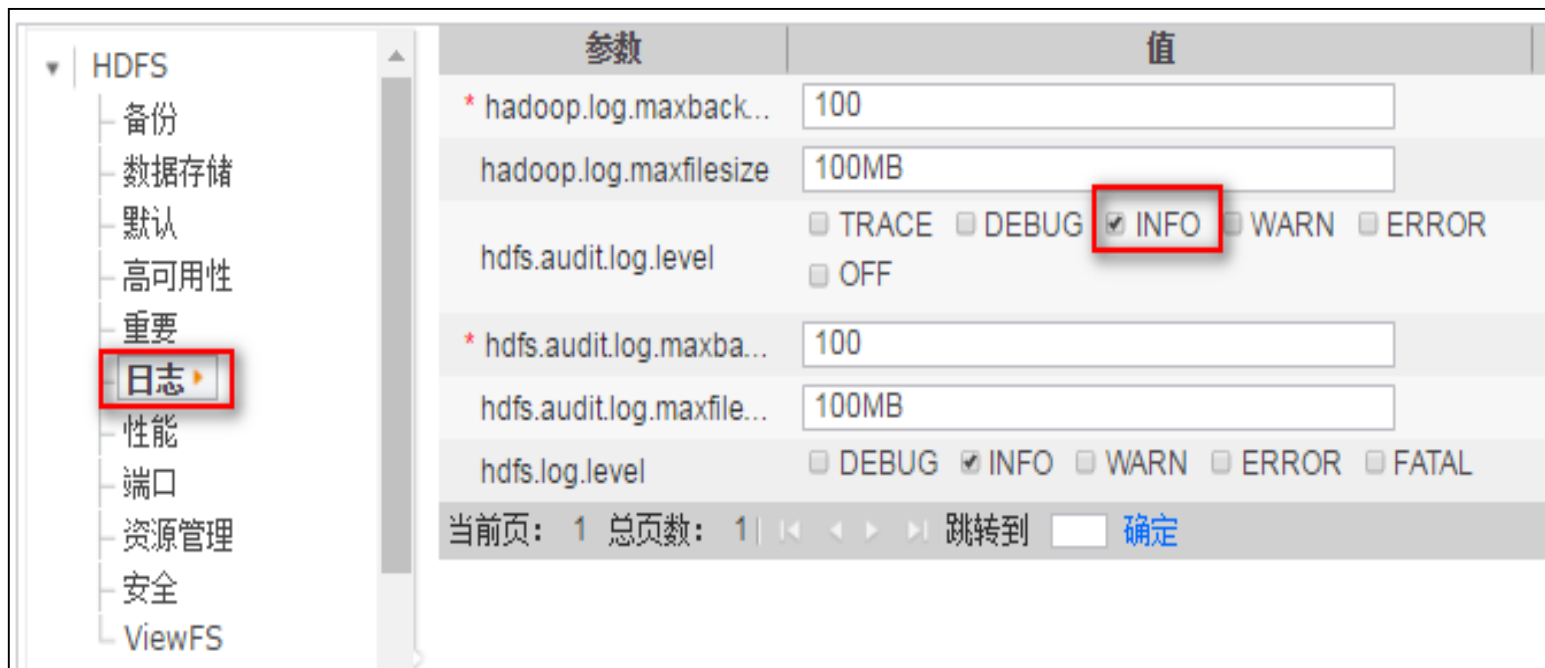 HDFS
备份
数据存储
默认
高可用性
重要
日志
性能
端口
资源管理
安全
ViewFS
参数 值
* hadoop.log.maxback... 100
hadoop.log.maxfilesize 100MB
hdfs.audit.log.level TRACE DEBUG INFO WARN ERROR
OFF
* hdfs.audit.log.maxba... 100
hdfs.audit.log.maxfile... 100MB
hdfs.log.level DEBUG INFO WARN ERROR FATAL
当前页： 1 总页数： 1 跳转到 确定